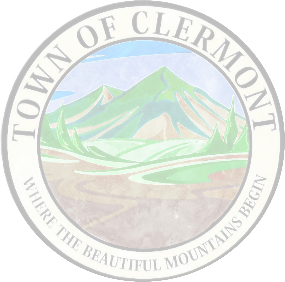 TOWN OF CLERMONT
WHERE THE BEAUTIFUL MOUNTAINS BEGIN